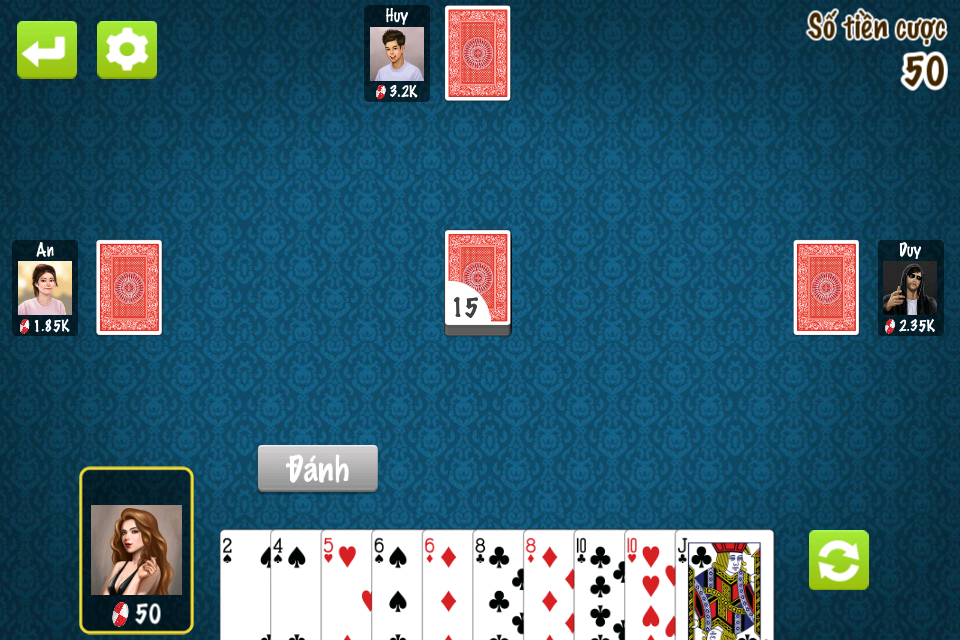 Huy
3.2K
Số tiền cược
50
An
1.85K
15
Duy
2.35K
Đánh
50
2
4
5
6
6
8
8
10
10
J